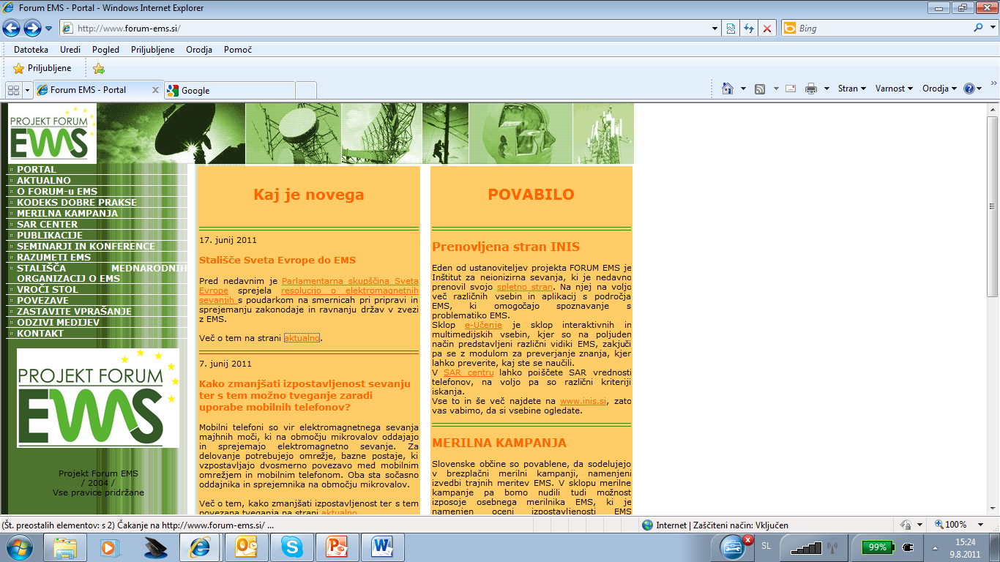 Forum EMS - Portal - Windows Internet Explorer
http://www.forum-ems.si/
Bing
Datoteka Uredi Pogled Priljubljene Orodja Pomoč
Priljubljene
Forum EMS - Portal
Google
Stran Varnost Orodja
PROJEKT FORUM
EMS
PORTAL
AKTUALNO
O FORUM-u EMS
KODEKS DOBRE PRAKSE
MERILNA KAMPANJA
SAR CENTER
PUBLIKACIJE
SEMINARJI IN KONFERENCE
RAZUMETI EMS
STALIŠČA MEDNARODNIH
ORGANIZACIJ O EMS
VROČI STOL
POVEZAVE
ZASTAVITE VPRAŠANJE
ODZIVI MEDIJEV
KONTAKT
PROJEKT FORUM
EMS
Projekt Forum EMS
/ 2004 /
Vse pravice pridržane
Kaj je novega
17. junij 2011
Stališče Sveta Evrope do EMS
Pred nedavnim je Parlamentarna skupščina Sveta
Evrope sprejela resolucijo o elektromagnetnih
sevanjih s poudarkom na smernicah pri pripravi in
sprejemanju zakonodaje in ravnanju držav v zvezi
z EMS.
Več o tem na strani aktualno.
7. junij 2011
Kako zmanjšati izpostavljenost sevanju
ter s tem možno tveganje zaradi
uporabe mobilnih telefonov?
Mobilni telefoni so vir elektromagnetnega sevanja
majhnih moči, ki na območju mikrovalov oddajajo
in sprejemajo elektromagnetno sevanje. Za
delovanje potrebujejo omrežje, bazne postaje, ki
vzpostavljajo dvosmerno povezavo med mobilnim
omrežjem in mobilnim telefonom. Oba sta sočasno
oddajnika in sprejemnika na območju mikrovalov.
Več o tem, kako zmanjšati izpostavljenost ter s tem
povezana tveganja na strani aktualno
POVABILO
Prenovljena stran INIS
Eden od ustanoviteljev projekta FORUM EMS je
Inštitut za neionizirna sevanja, ki je nedavno
prenovil svojo spletno stran. Na njej na voljo
več različnih vsebin in aplikacij s področja
EMS, ki omogočajo spoznavanje s
problematiko EMS.
Sklop e-Učenje je sklop interaktivnih in
multimedijskih vsebin, kjer so na poljuden
način predstavljeni različni vidiki EMS, zakjuči
pa se z modulom za preverjanje znanja, kjer
lahko preverite, kaj ste se naučili.
V SAR centru lahko poiščete SAR vrednosti
telefonov, na voljo pa so različni kriteriji
iskanja.
Vse to in še več najdete na www.inis.si, zato
vas vabimo, da si vsebine ogledate.
MERILNA KAMPANJA
Slovenske občine so povabljene, da sodelujejo
v brezplačni merilni kampanji, namenjeni
izvedbi trajnih meritev EMS. V sklopu merilne
kampanje pa bomo nudili tudi možnost
izposoje osebnega merilnika EMS, ki je
namenjen oceni izpostavljenosti EMS
(Št. preostalih elementov: s 2) Čakanje na http://www.forum-ems.si/ ...
Internet | Zaščiteni način: Vključen
100%
SL
99%
15:24
9.8.2011